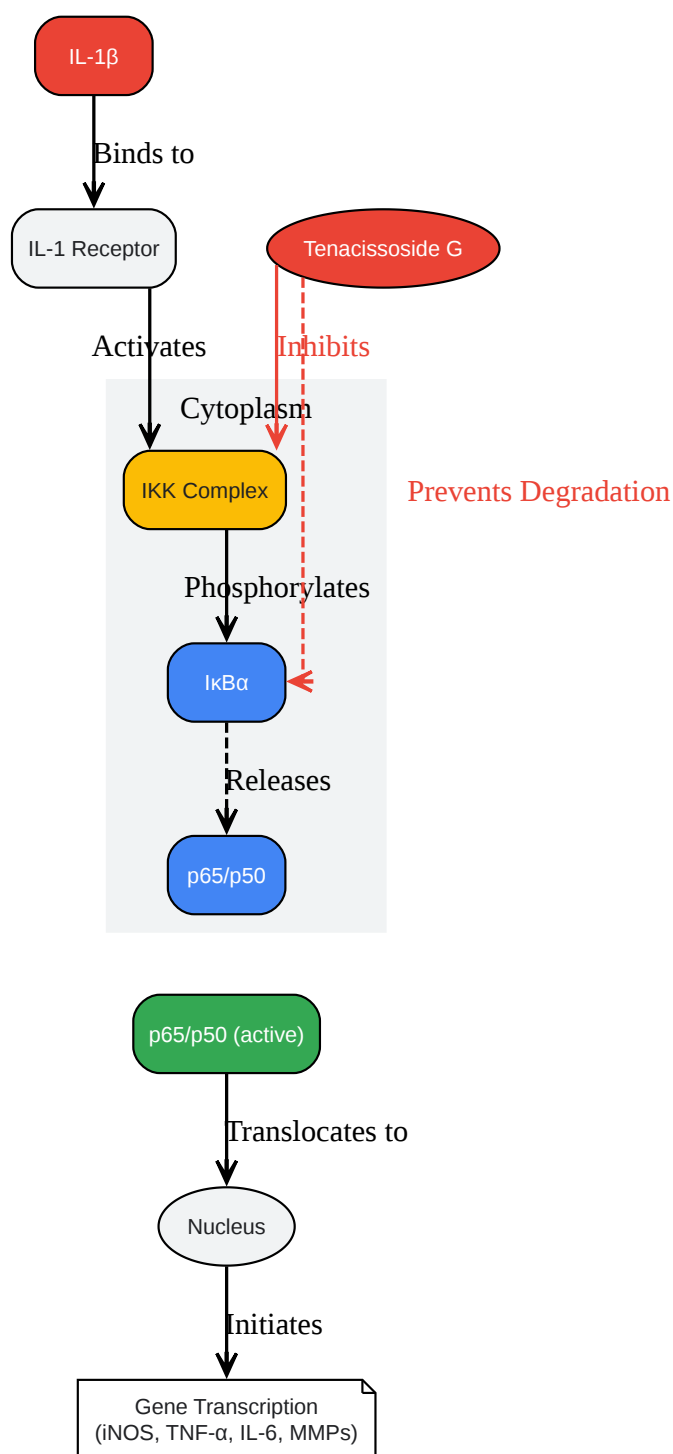 IL-1β
Binds to
IL-1 Receptor
Tenacissoside G
Activates
Inhibits
Cytoplasm
IKK Complex
Prevents Degradation
Phosphorylates
IκBα
Releases
p65/p50
p65/p50 (active)
Translocates to
Nucleus
Initiates
Gene Transcription
(iNOS, TNF-α, IL-6, MMPs)